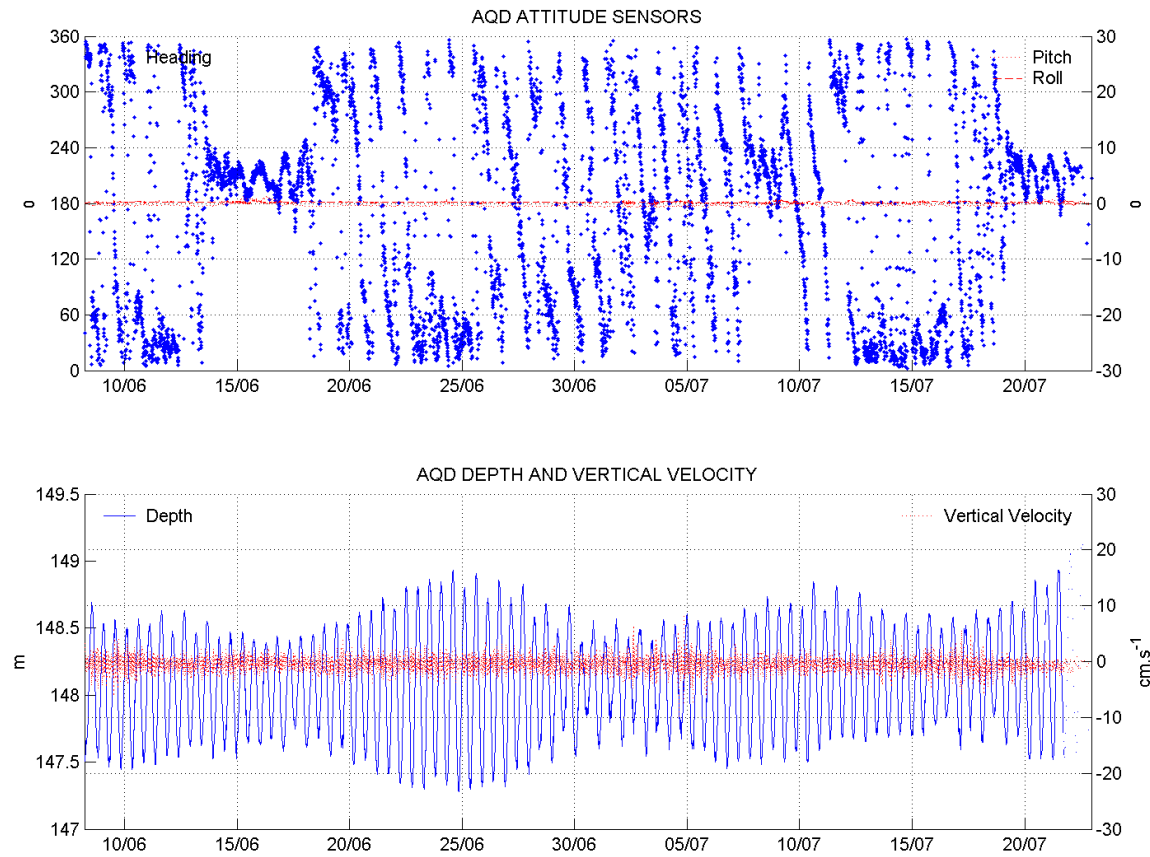 AQD ATTITUDE SENSORS
360 30
Heading Pitch
Roll
300 20
240 10
o 180 0 o
120 -10
60 -20
0 -30
10/06 15/06 20/06 25/06 30/06 05/07 10/07 15/07 20/07
AQD DEPTH AND VERTICAL VELOCITY
149.5 30
Depth Vertical Velocity
149 20
148.5 10
m 0 cm.s-1
148 -10
147.5 -20
147 -30
10/06 15/06 20/06 25/06 30/06 05/07 10/07 15/07 20/07